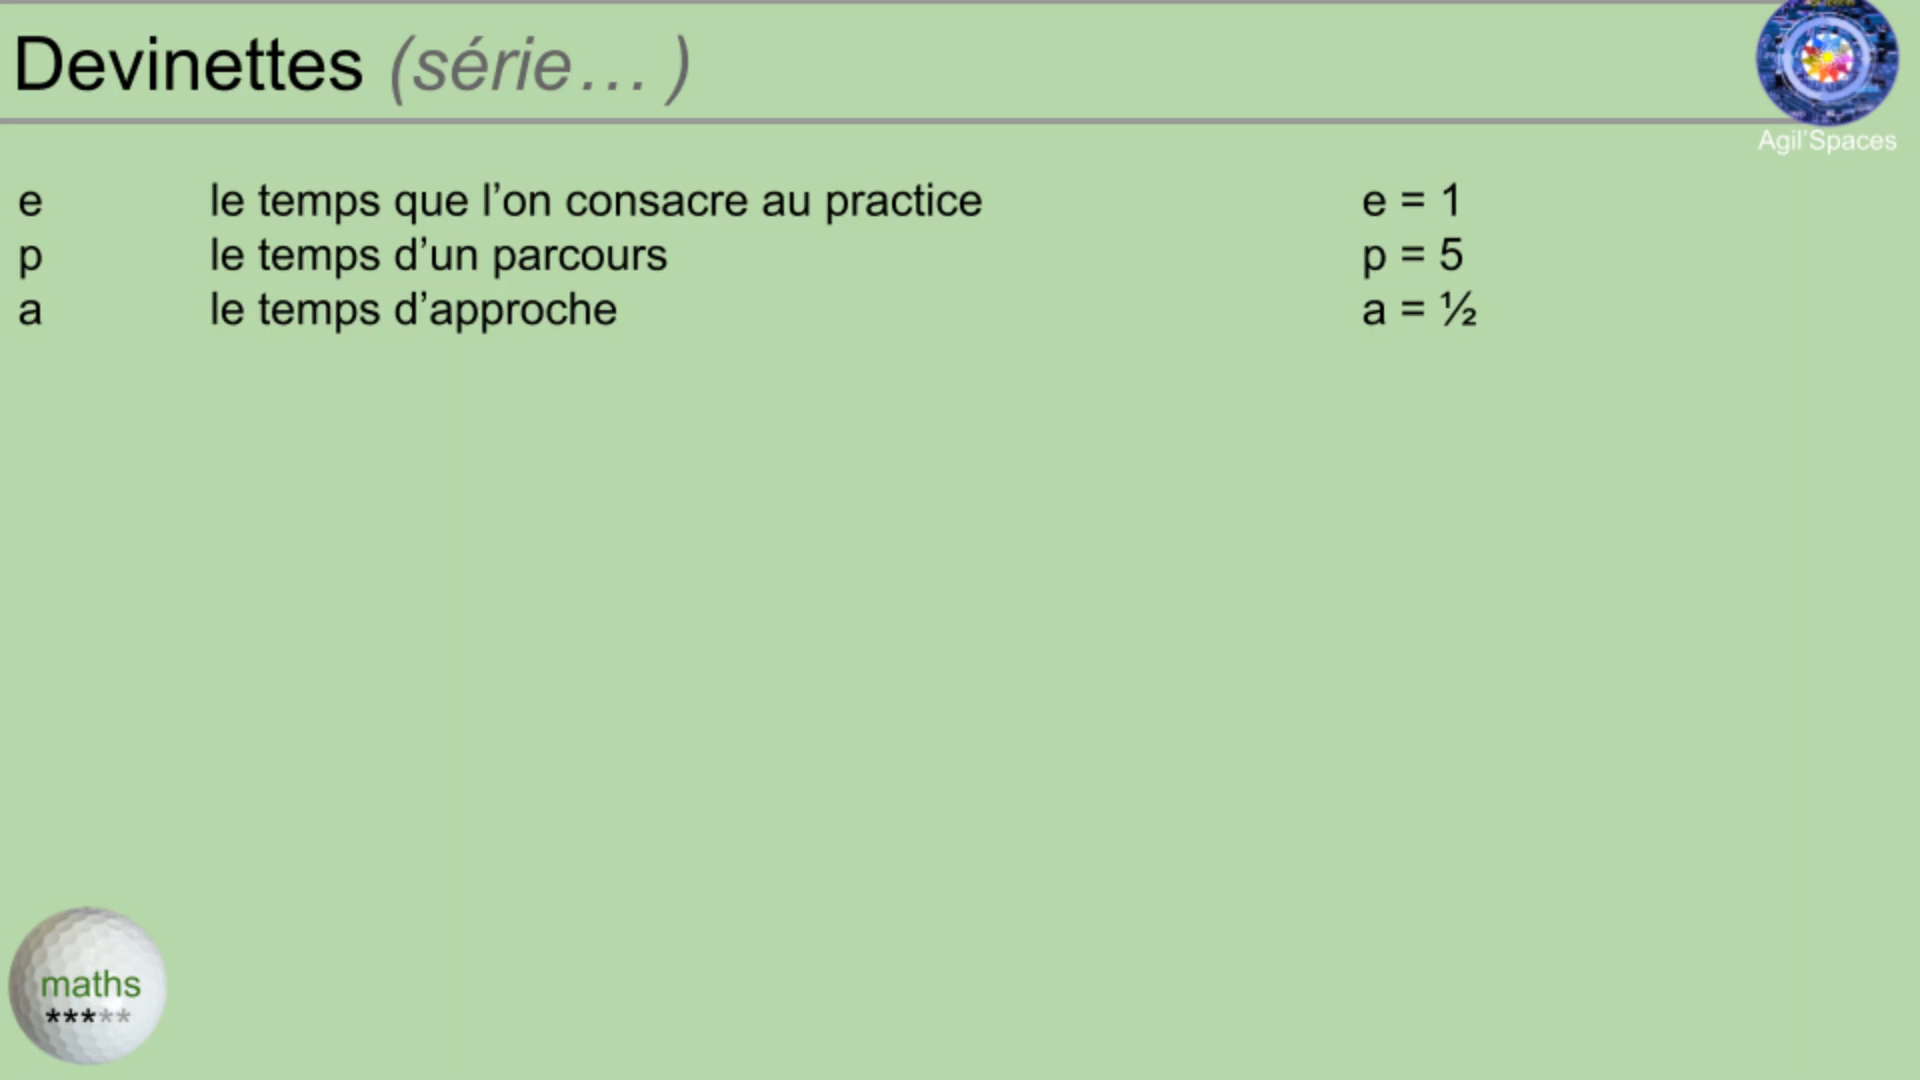 Devinettes (série… )
Agil'Spaces
e le temps que l’on consacre au practice e = 1
p le temps d’un parcours p = 5
a le temps d’approche a = ½
maths
*****